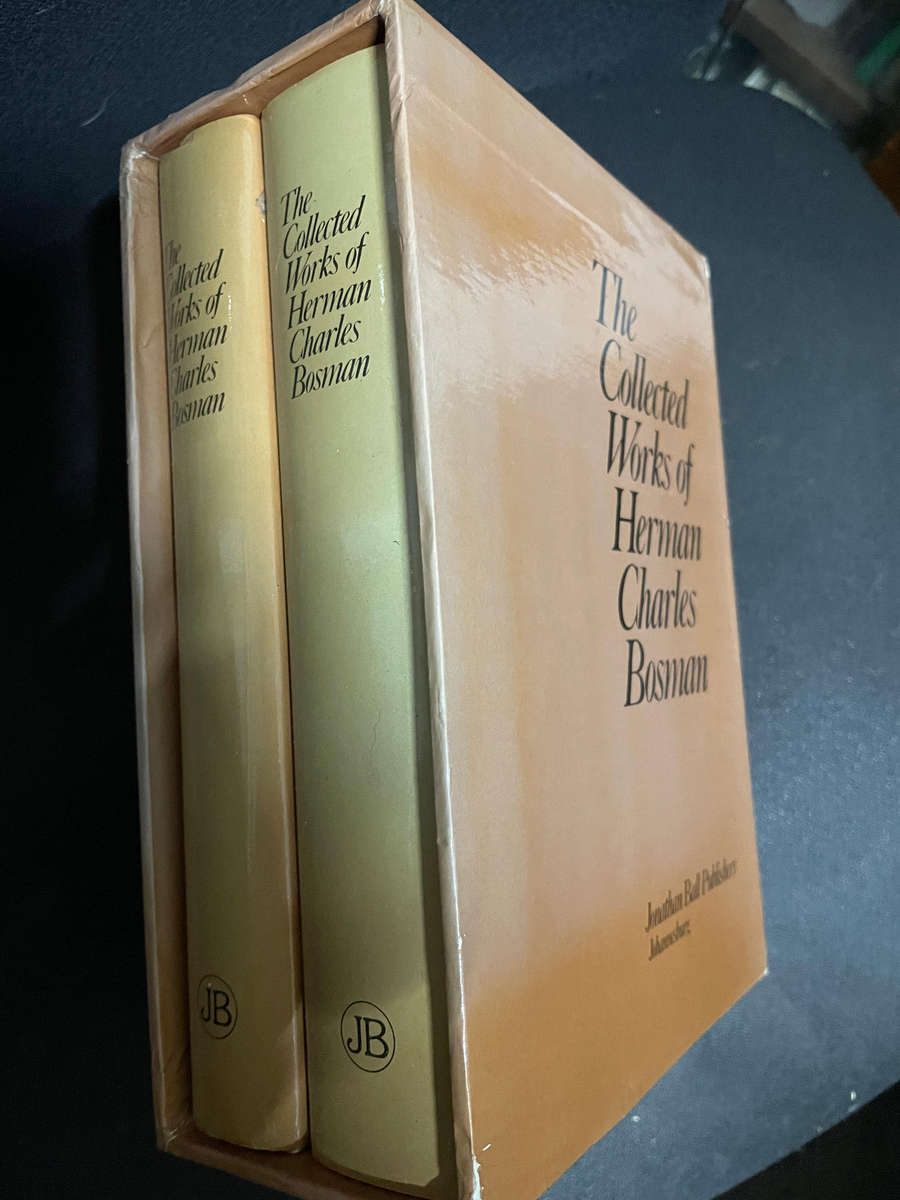 The
Collected
Works of
Herman
Charles
Bosman
JB
The
Collected
Works of
Herman
Charles
Bosman
JB
The
Collected
Works of
Herman
Charles
Bosman
Jonathan Ball Publishers
Johannesburg